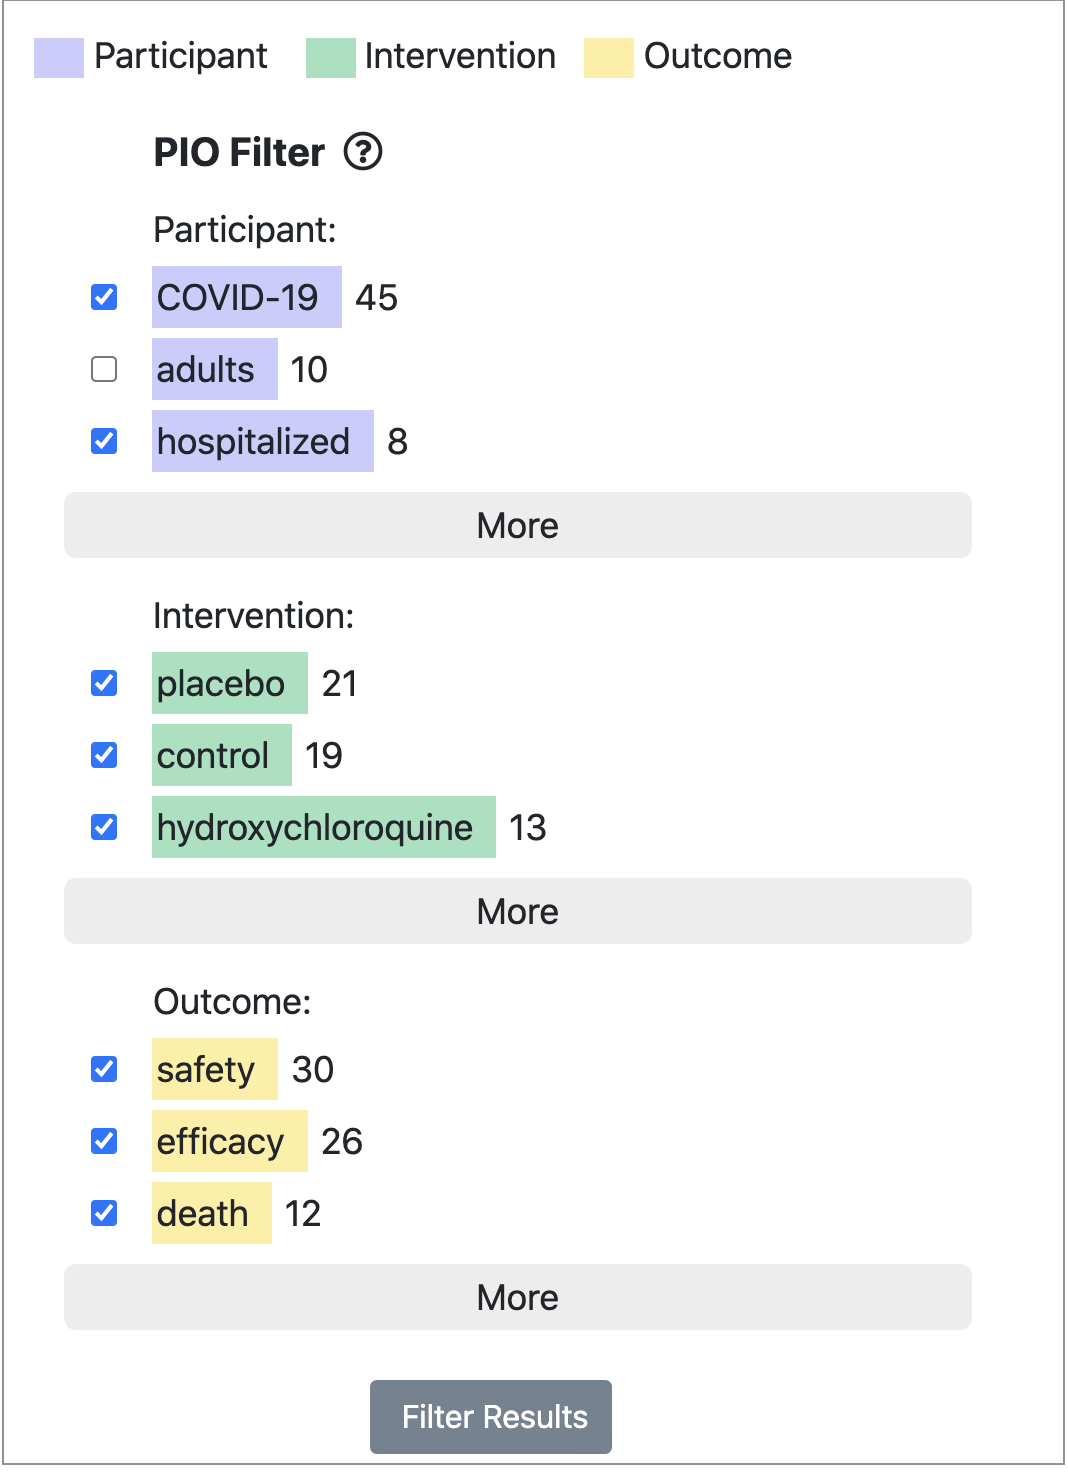 Participant Intervention Outcome
PIO Filter ?
Participant:
COVID-19 45
adults 10
hospitalized 8
More
Intervention:
placebo 21
control 19
hydroxychloroquine 13
More
Outcome:
safety 30
efficacy 26
death 12
More
Filter Results